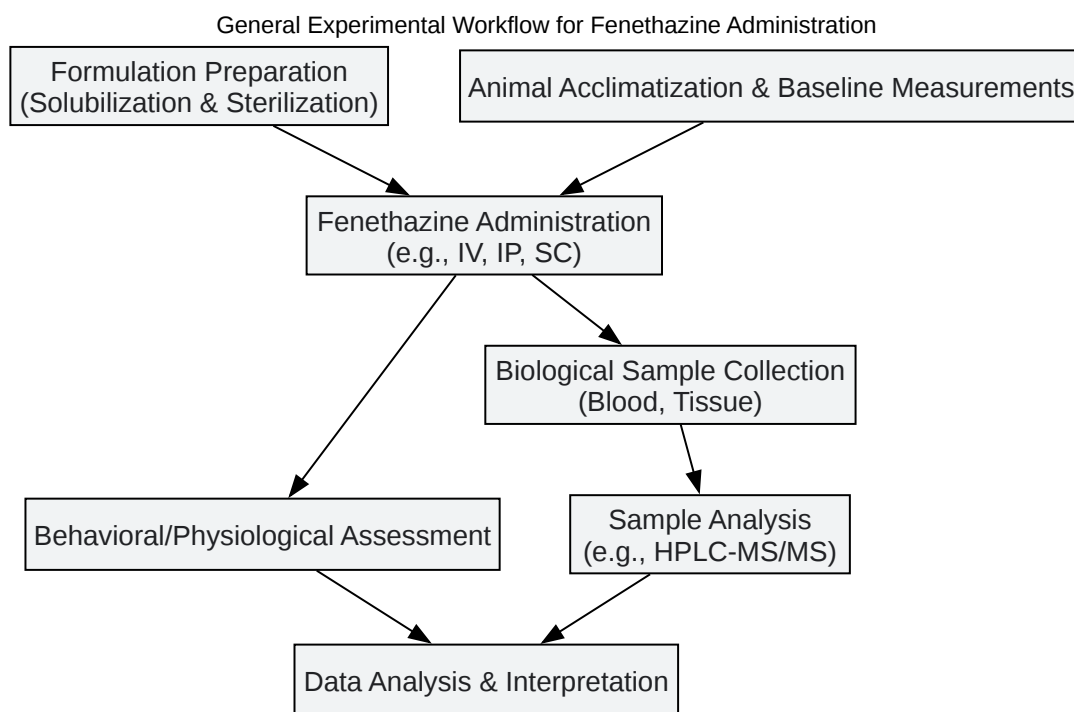 General Experimental Workflow for Fenethazine Administration
Formulation Preparation
(Solubilization & Sterilization)
Animal Acclimatization & Baseline Measurements
Fenethazine Administration
(e.g., IV, IP, SC)
Biological Sample Collection
(Blood, Tissue)
Behavioral/Physiological Assessment
Sample Analysis
(e.g., HPLC-MS/MS)
Data Analysis & Interpretation